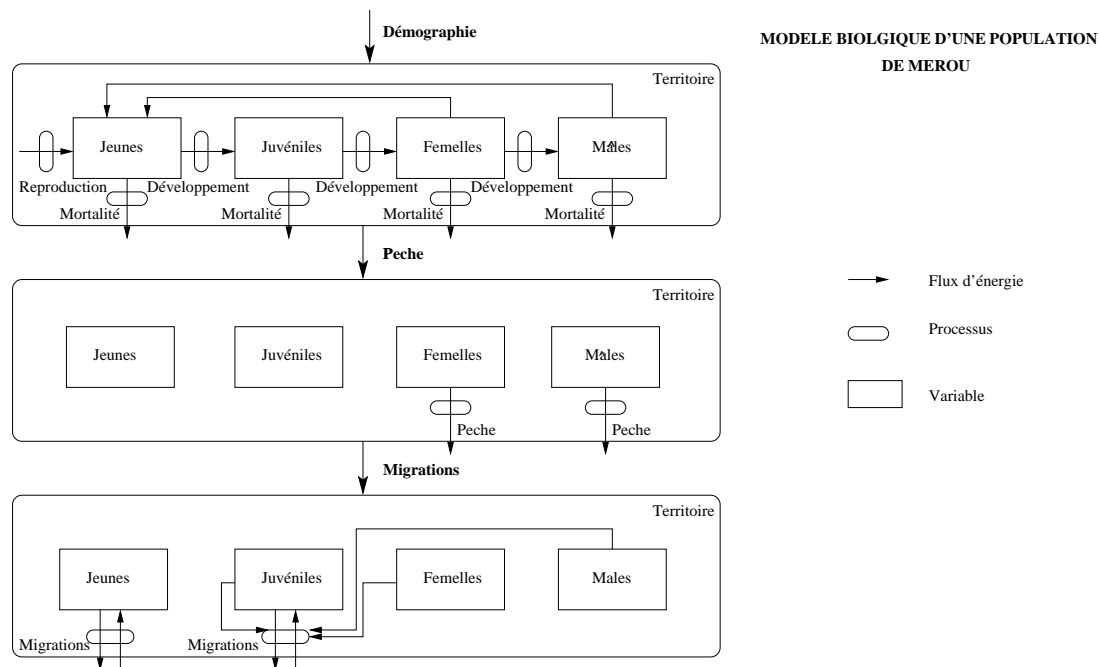 Démographie
MODELE BIOLGIQUE D'UNE POPULATION
DE MEROU
Territoire
Jeunes
Juvéniles
Femelles
Mâles
Reproduction
Développement
Développement
Développement
Mortalité
Mortalité
Mortalité
Mortalité
Peche
Territoire
Jeunes
Juvéniles
Femelles
Mâles
Peche
Peche
Flux d'énergie
Processus
Variable
Migrations
Territoire
Jeunes
Juvéniles
Femelles
Males
Migrations
Migrations